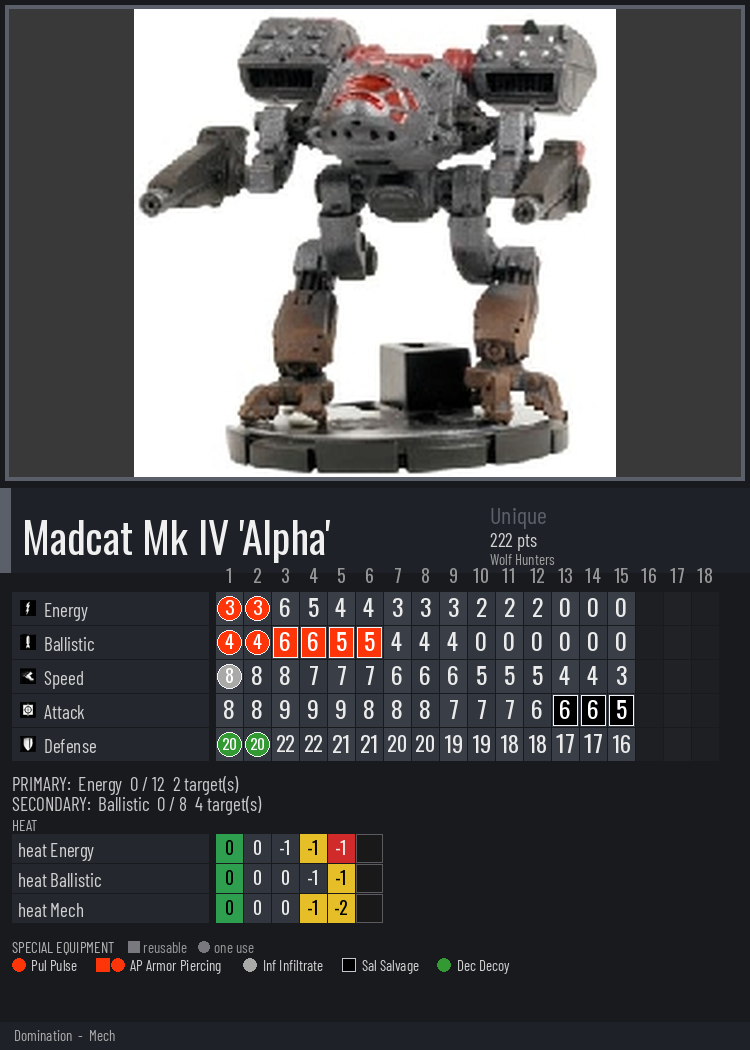 Madcat Mk IV 'Alpha'
Unique
222 pts
Wolf Hunters
1 2 3 4 5 6 7 8 9 10 11 12 13 14 15 16 17 18
Energy 3 3 6 5 4 4 3 3 3 2 2 2 0 0 0
Ballistic 4 4 6 6 5 5 4 4 4 0 0 0 0 0 0
Speed 8 8 8 7 7 7 6 6 6 5 5 5 4 4 3
Attack 8 8 9 9 9 8 8 8 7 7 7 6 6 6 5
Defense 20 20 22 22 21 21 20 20 19 19 18 18 17 17 16
PRIMARY: Energy 0 / 12 2 target(s)
SECONDARY: Ballistic 0 / 8 4 target(s)
HEAT
heat Energy 0 0 -1 -1 -1
heat Ballistic 0 0 0 -1 -1
heat Mech 0 0 0 -1 -2
SPECIAL EQUIPMENT reusable one use
Pul Pulse AP Armor Piercing Inf Infiltrate Sal Salvage Dec Decoy
Domination - Mech